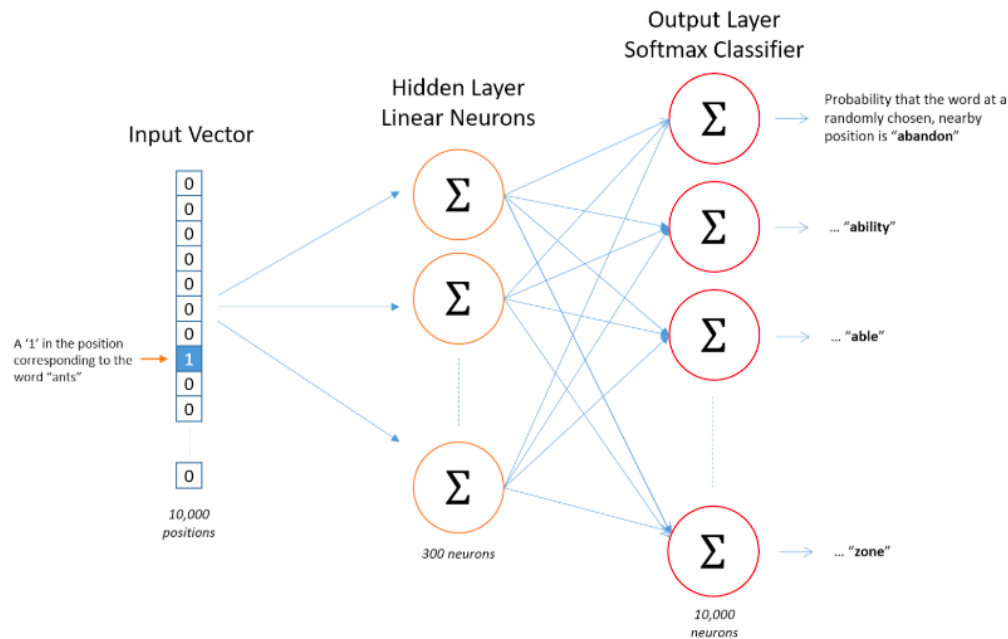 Output Layer
Softmax Classifier
Hidden Layer
Linear Neurons
Input Vector
0
0
0
0
0
0
0
1
0
0
0
A ‘1’ in the position
corresponding to the
word “ants”
10,000
positions
Σ
Σ
Σ
300 neurons
Σ
Σ
Σ
Σ
10,000
neurons
Probability that the word at a
randomly chosen, nearby
position is “abandon”
... “ability”
... “able”
... “zone”